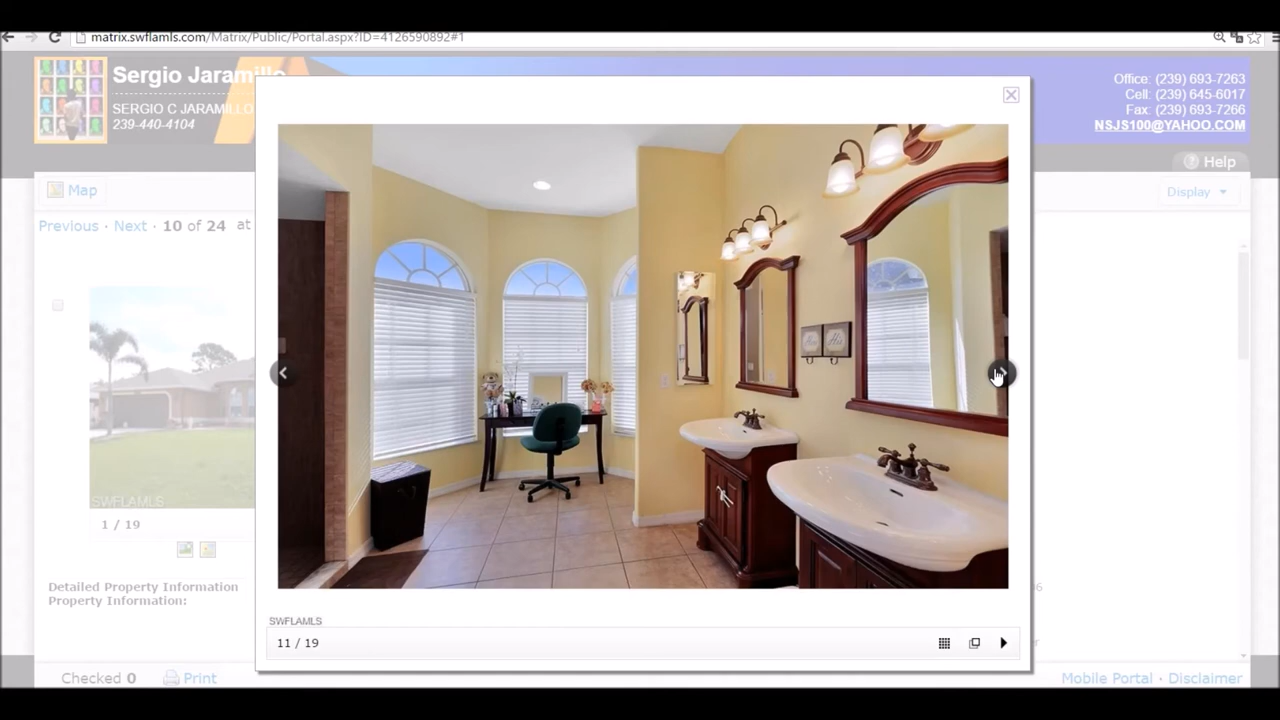 matrix.swflamls.com/Matrix/Public/Portal.aspx?ID=4126590892#1
Sergio Jaramillo
SERGIO C JARAMILLO
239-440-4104
Office: (239) 693-7263
Cell: (239) 645-6017
Fax: (239) 693-7266
NSJS100@YAHOO.COM
? Help
Map
Display
Previous · Next · 10 of 24 at
SWFLAMLS
1 / 19
Detailed Property Information
Property Information:
SWFLAMLS
11 / 19
Checked 0
Print
Mobile Portal · Disclaimer